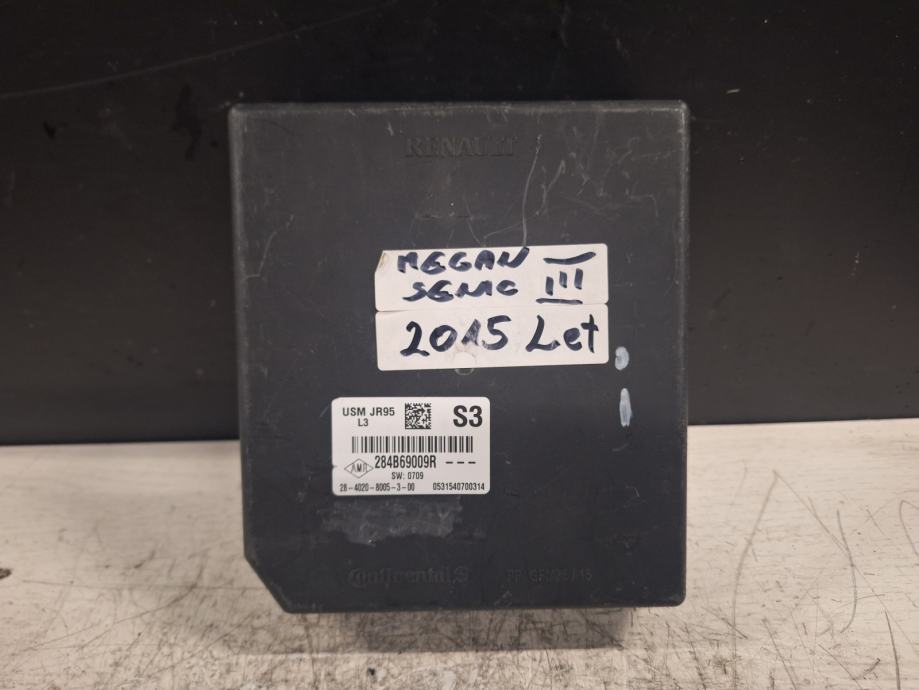 RENAULT
MEGAN
SENIC III
2015 Let
USM JR95
L3
S3
284B69009R ---
SW: 0709
28-4020-8005-3-00 0531540700314
Continental